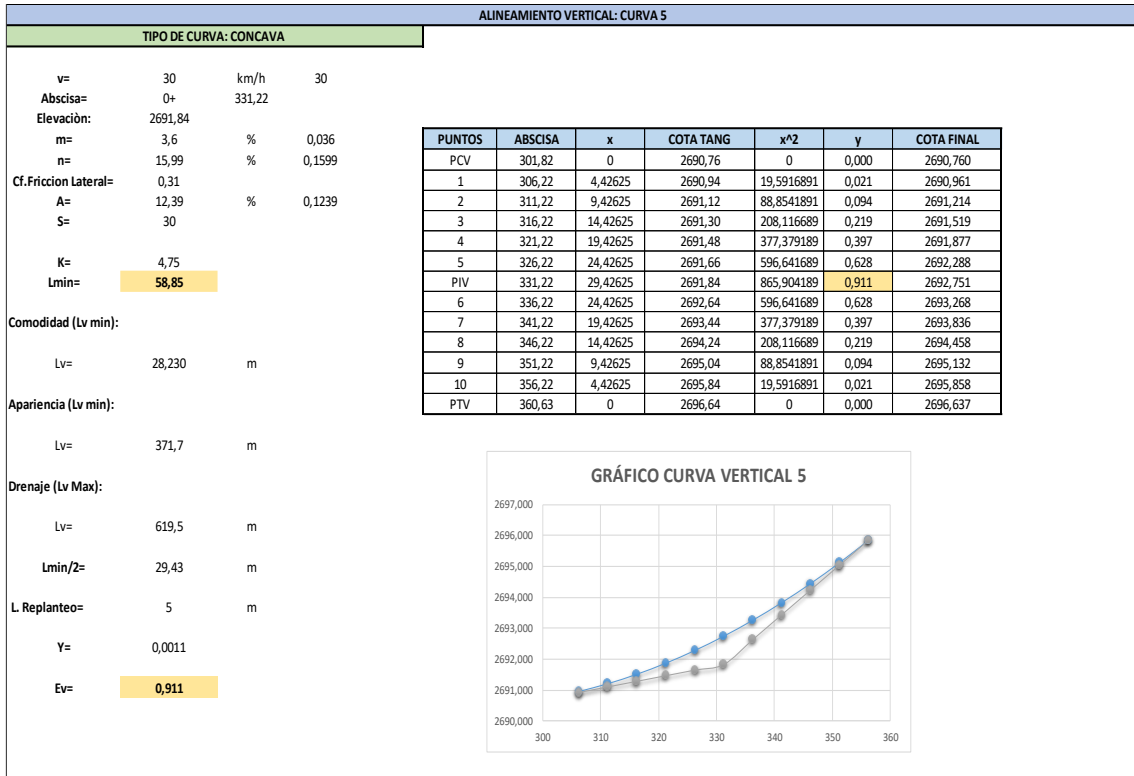 ALINEAMIENTO VERTICAL: CURVA 5
TIPO DE CURVA: CONCAVA
v= 30 km/h 30
Abscisa= 0+ 331,22
Elevaciòn: 2691,84
m= 3,6 % 0,036
n= 15,99 % 0,1599
Cf.Friccion Lateral= 0,31
A= 12,39 % 0,1239
S= 30
K= 4,75
Lmin= 58,85
Comodidad (Lv min):
Lv= 28,230 m
Apariencia (Lv min):
Lv= 371,7 m
Drenaje (Lv Max):
Lv= 619,5 m
Lmin/2= 29,43 m
L. Replanteo= 5 m
Y= 0,0011
Ev= 0,911
PUNTOS ABSCISA x COTA TANG x^2 y COTA FINAL
PCV 301,82 0 2690,76 0 0,000 2690,760
1 306,22 4,42625 2690,94 19,5916891 0,021 2690,961
2 311,22 9,42625 2691,12 88,8541891 0,094 2691,214
3 316,22 14,42625 2691,30 208,116689 0,219 2691,519
4 321,22 19,42625 2691,48 377,379189 0,397 2691,877
5 326,22 24,42625 2691,66 596,641689 0,628 2692,288
PIV 331,22 29,42625 2691,84 865,904189 0,911 2692,751
6 336,22 24,42625 2692,64 596,641689 0,628 2693,268
7 341,22 19,42625 2693,44 377,379189 0,397 2693,836
8 346,22 14,42625 2694,24 208,116689 0,219 2694,458
9 351,22 9,42625 2695,04 88,8541891 0,094 2695,132
10 356,22 4,42625 2695,84 19,5916891 0,021 2695,858
PTV 360,63 0 2696,64 0 0,000 2696,637
GRÁFICO CURVA VERTICAL 5
2697,000
2696,000
2695,000
2694,000
2693,000
2692,000
2691,000
2690,000
300 310 320 330 340 350 360